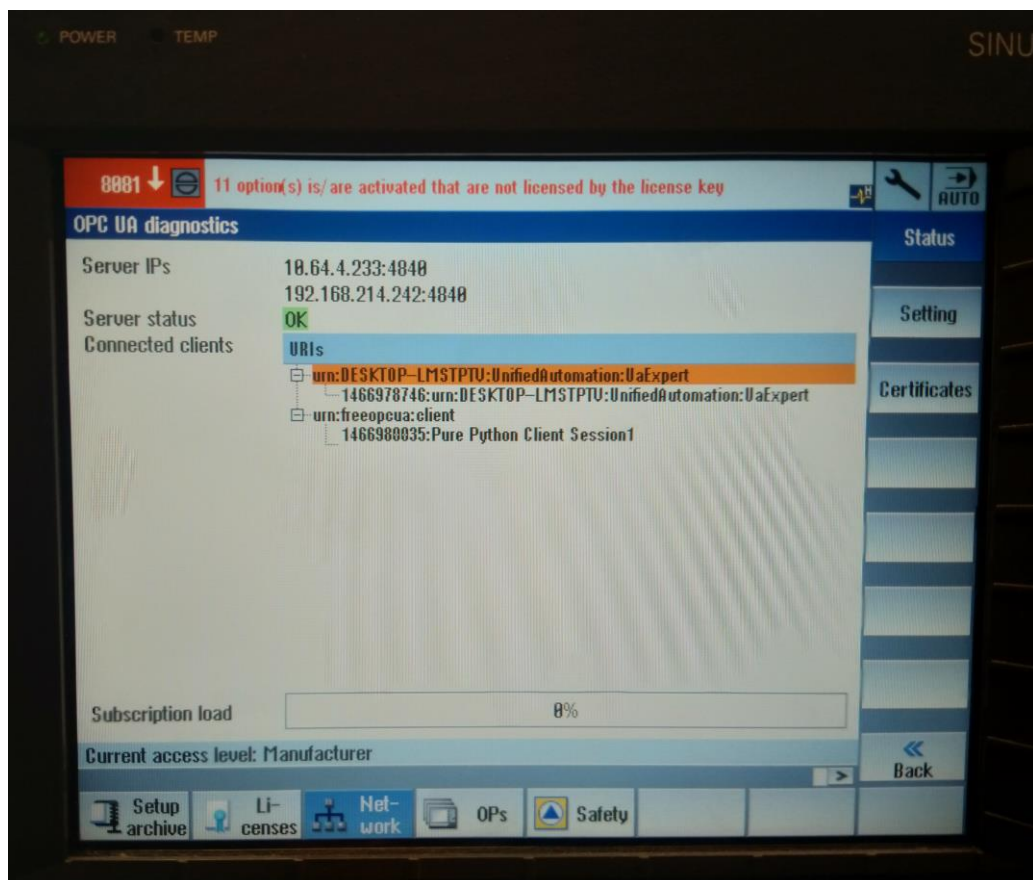 POWER TEMP
SINU
8081
11 option(s) is/are activated that are not licensed by the license key
AUTO
OPC UA diagnostics
Status
Server IPs 10.64.4.233:4840
192.168.214.242:4840
Server status OK
Setting
Connected clients URIs
urn:DESKTOP-LMSTPTU:UnifiedAutomation:UaExpert
1466978746:urn:DESKTOP-LMSTPTU:UnifiedAutomation:UaExpert
Certificates
urn:freeopcua:client
1466980035:Pure Python Client Session1
Subscription load 0%
Current access level: Manufacturer
>
«
Back
Setup
archive
Li-
censes
Net-
work
OPs
Safety